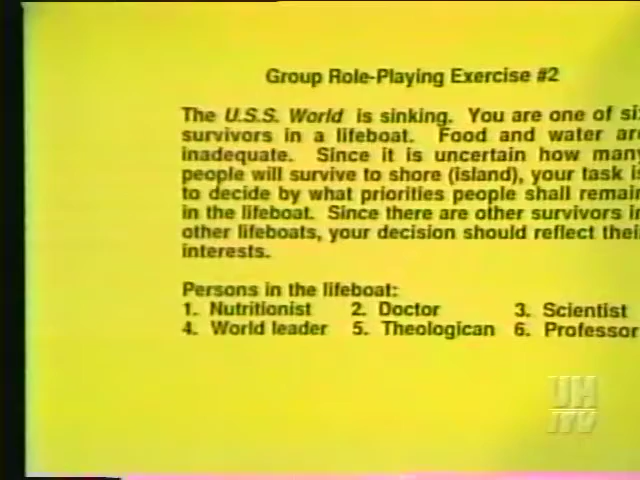 Group Role-Playing Exercise #2
The U.S.S. World is sinking. You are one of si
survivors in a lifeboat. Food and water ar
inadequate. Since it is uncertain how many
people will survive to shore (island), your task is
to decide by what priorities people shall remai
in the lifeboat. Since there are other survivors i
other lifeboats, your decision should reflect thei
interests.
Persons in the lifeboat:
1. Nutritionist 2. Doctor 3. Scientist
4. World leader 5. Theologican 6. Professor
UH
ITV